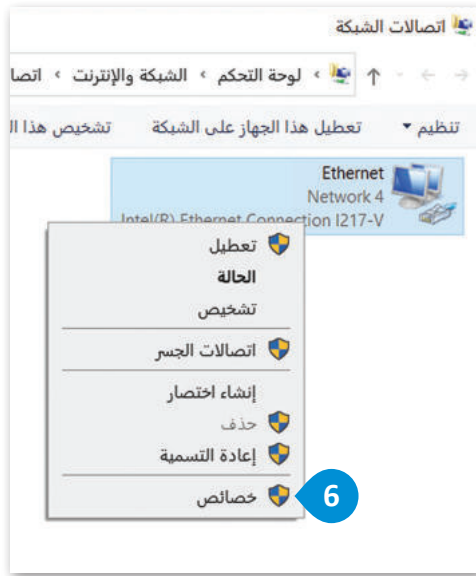 اتصالات الشبكة
لوحة التحكم › الشبكة والإنترنت › اتصا
تنظيم تعطيل هذا الجهاز على الشبكة تشخيص هذا ال
Ethernet
Network 4
Intel(R) Ethernet Connection I217-V
تعطيل
الحالة
تشخيص
اتصالات الجسر
إنشاء اختصار
حذف
إعادة التسمية
خصائص
6